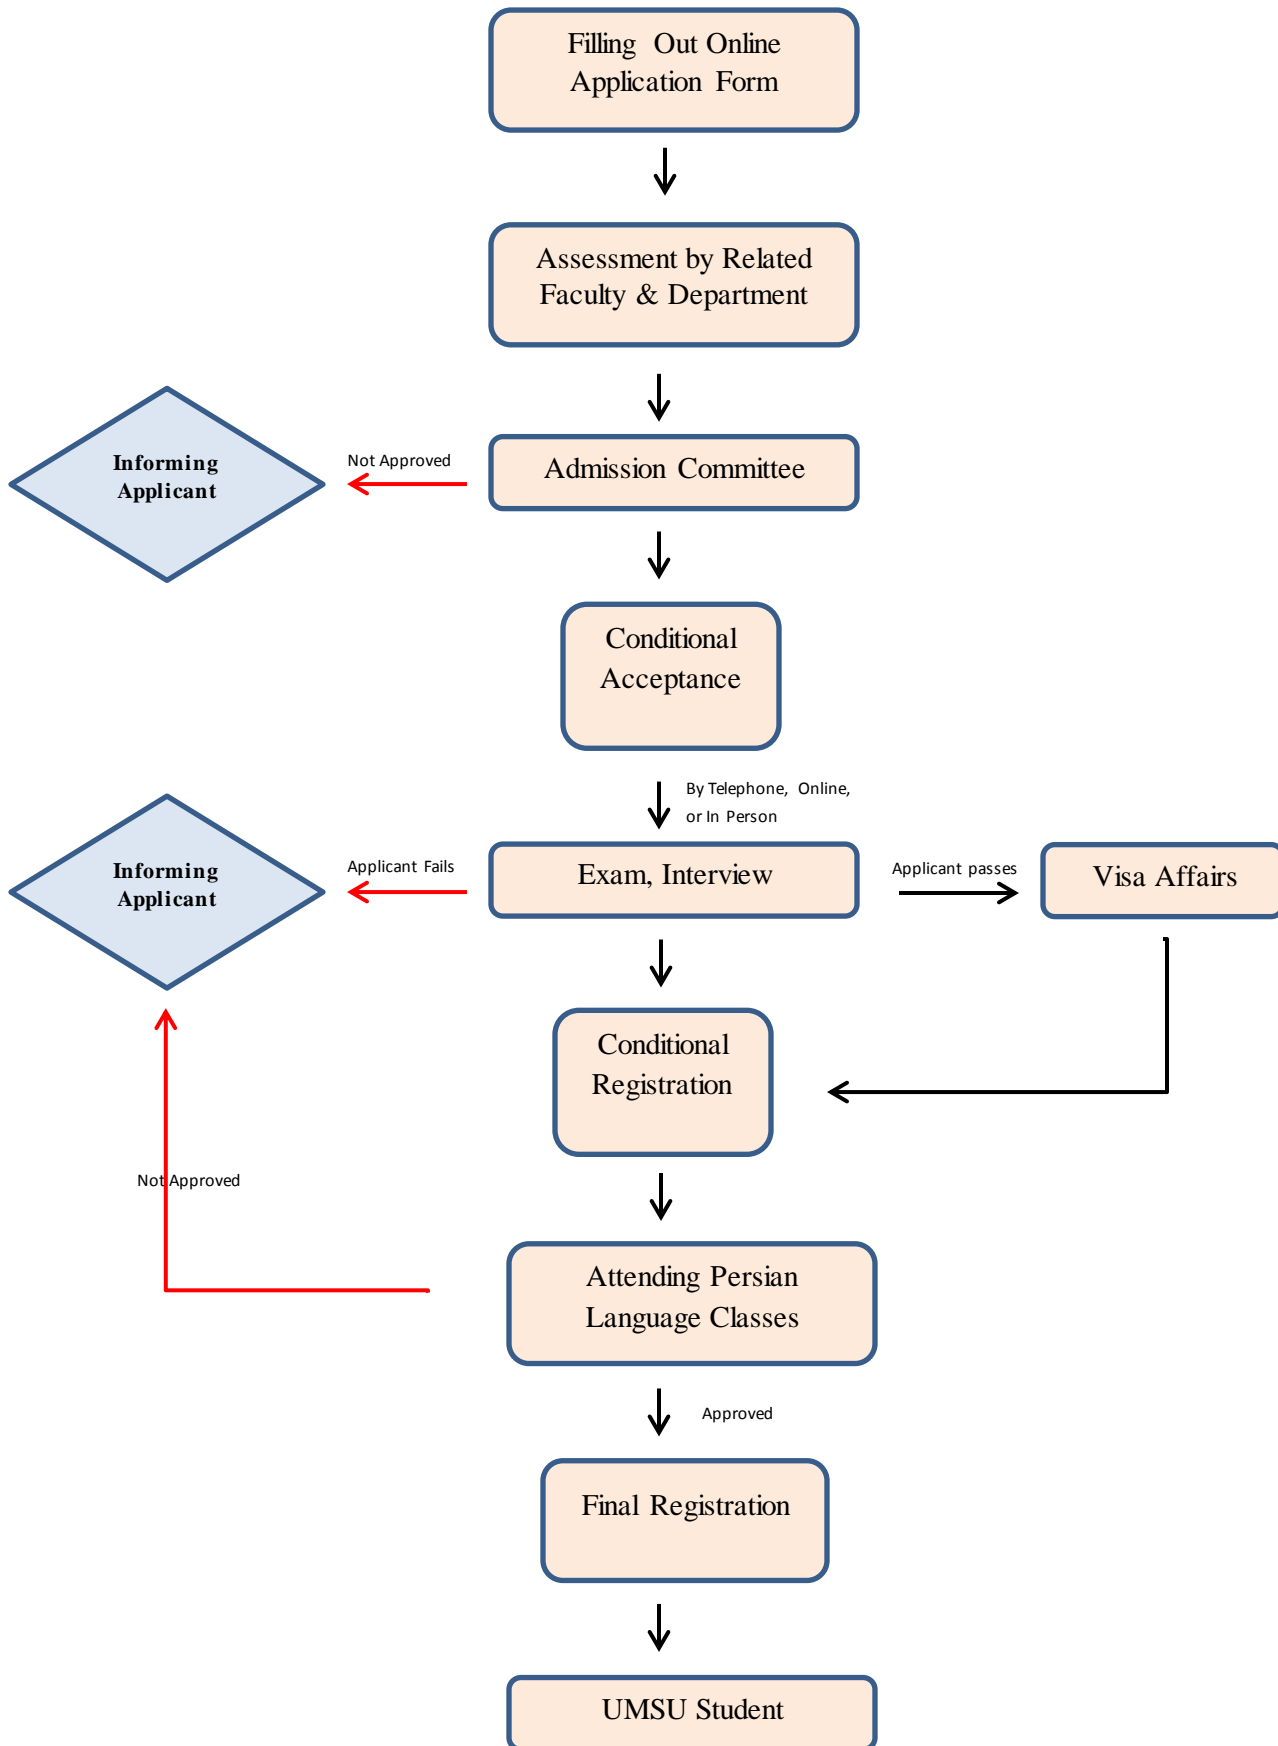 Filling Out Online
Application Form
Assessment by Related
Faculty & Department
Informing
Applicant
Not Approved
Admission Committee
Conditional
Acceptance
By Telephone, Online,
or In Person
Informing
Applicant
Applicant Fails
Exam, Interview
Applicant passes
Visa Affairs
Conditional
Registration
Not Approved
Attending Persian
Language Classes
Approved
Final Registration
UMSU Student